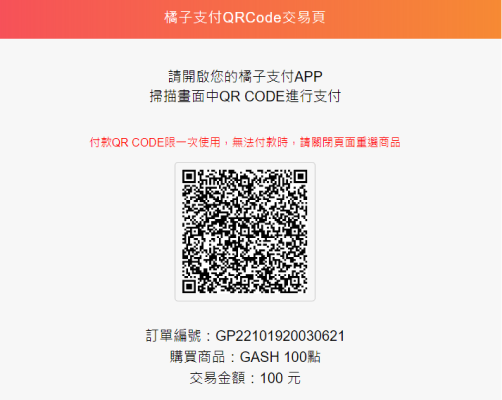 橘子支付QRCode交易頁
請開啟您的橘子支付APP
掃描畫面中QR CODE進行支付
付款QR CODE限一次使用，無法付款時，請關閉頁面重選商品
訂單編號：GP22101920030621
購買商品：GASH 100點
交易金額：100 元